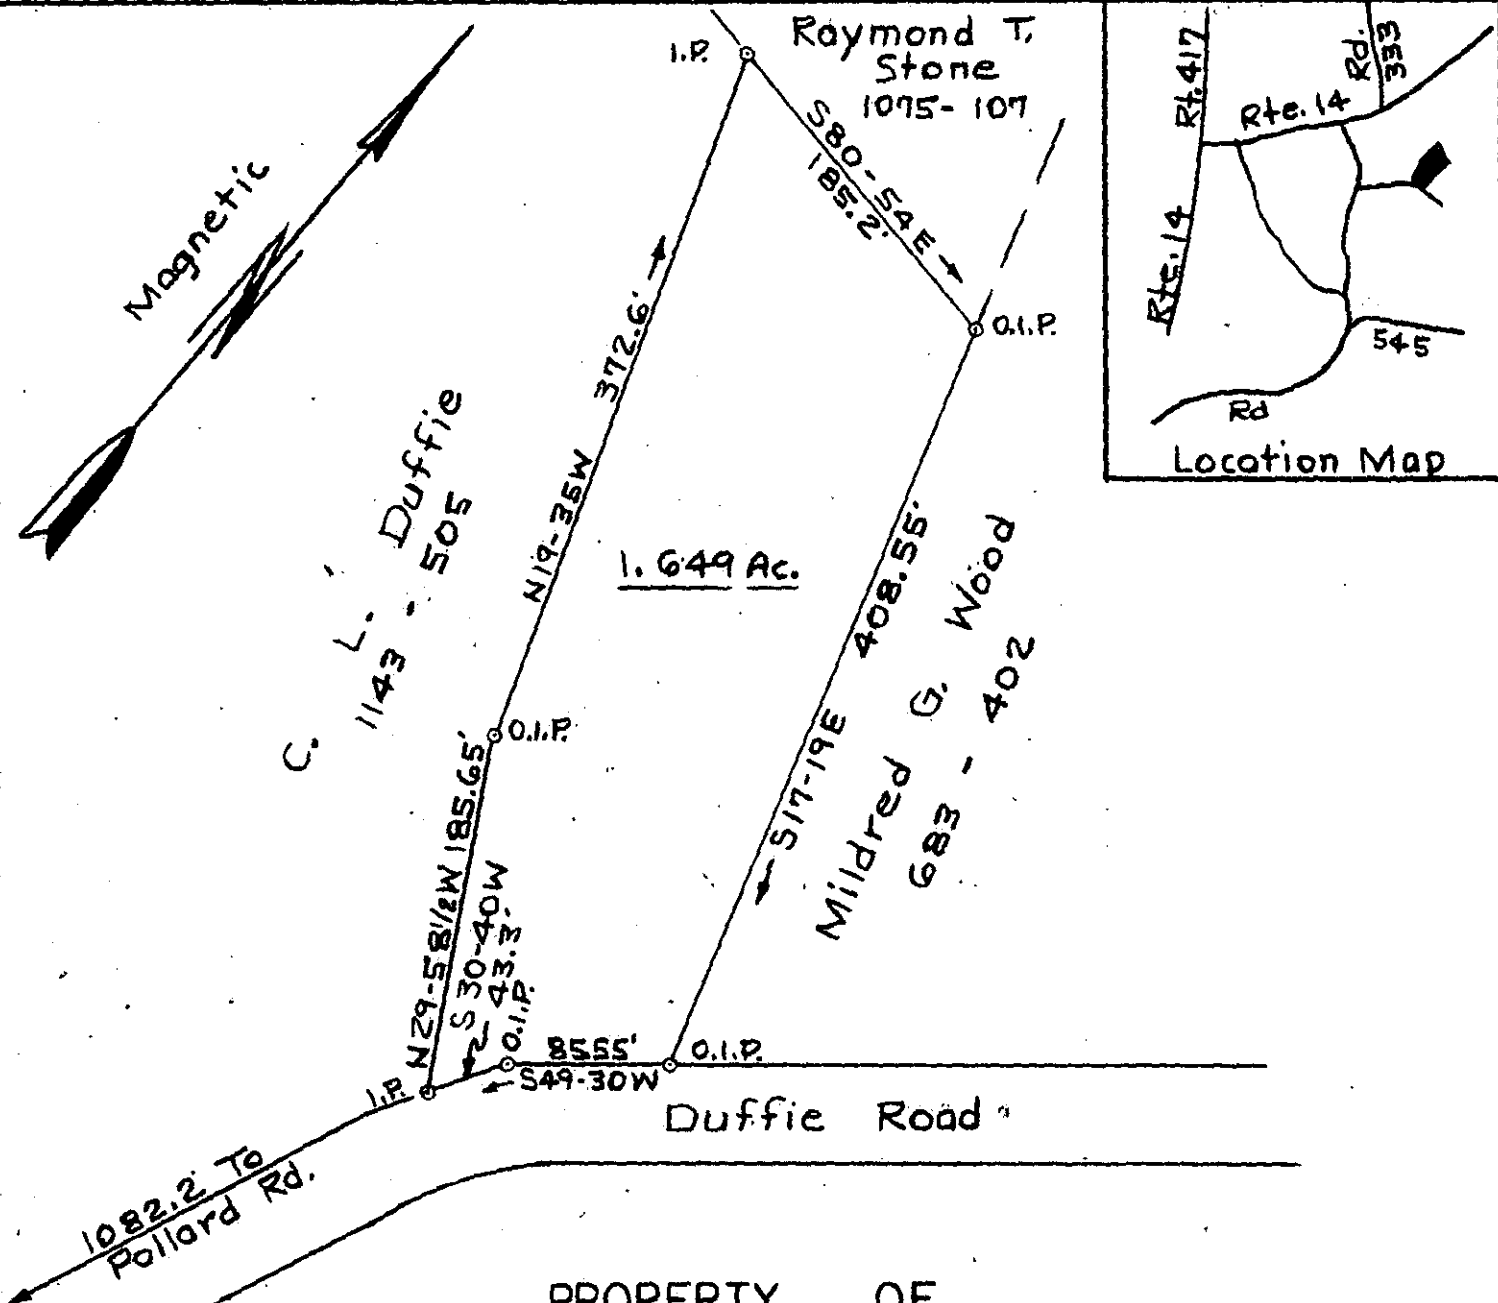 I.P.
Raymond T.
Stone
1075-107
S80-54E
185.2'
Magnetic
372.6'
N19-35W
O.I.P.
C. L. Duffie
1143 - 505
1.649 Ac.
408.55'
S17-19E
Mildred G. Wood
683 - 402
O.I.P.
N29-58½W 185.65'
S30-40W
43.3'
O.I.P.
85.55'
S49-30W
O.I.P.
I.P.
Duffie Road
1082.2' To
Pollard Rd.
PROPERTY OF
Rt.417
Rd.
333
Rte.14
Rte.14
545
Rd
Location Map